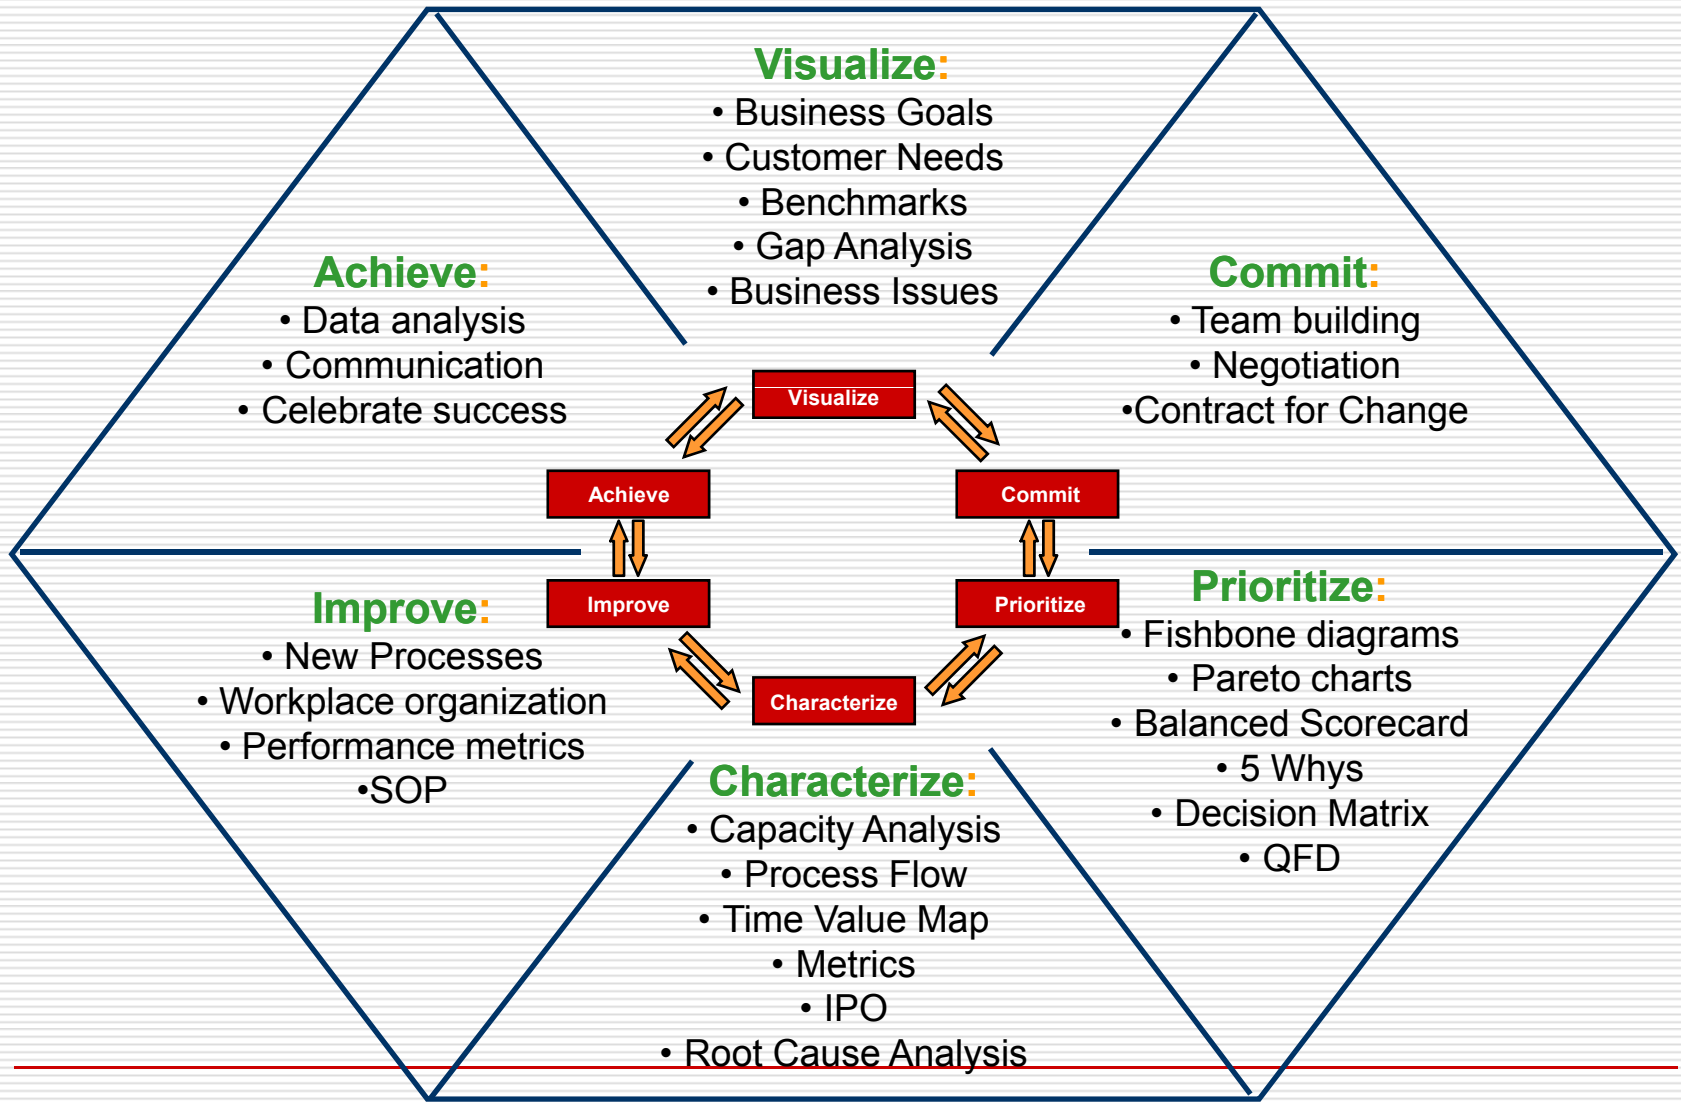 Visualize:
• Business Goals
• Customer Needs
• Benchmarks
• Gap Analysis
• Business Issues
Achieve:
• Data analysis
• Communication
• Celebrate success
Commit:
• Team building
• Negotiation
•Contract for Change
Visualize
Achieve
Commit
Improve
Prioritize
Characterize
Improve:
• New Processes
• Workplace organization
• Performance metrics
•SOP
Prioritize:
• Fishbone diagrams
• Pareto charts
• Balanced Scorecard
• 5 Whys
• Decision Matrix
• QFD
Characterize:
• Capacity Analysis
• Process Flow
• Time Value Map
• Metrics
• IPO
• Root Cause Analysis